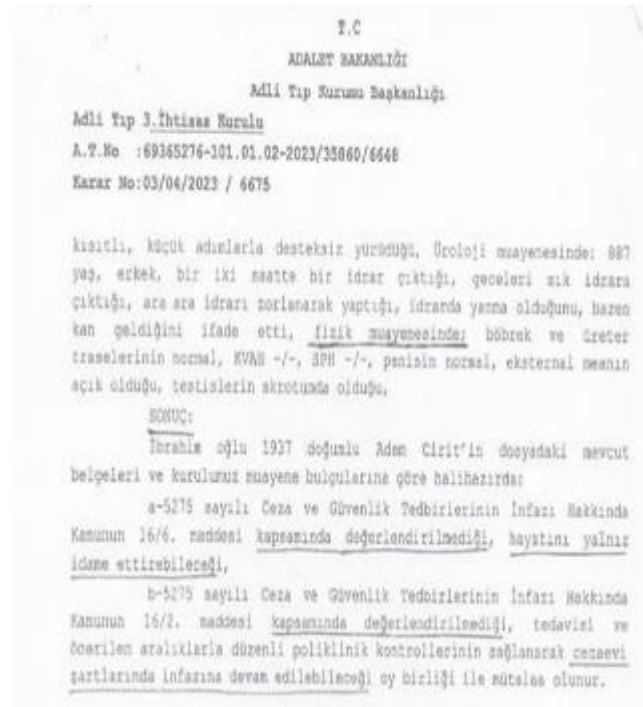 T.C
ADALET BAKANLIĞI
Adli Tıp Kurumu Başkanlığı
Adli Tıp 3.İhtisas Kurulu
A.T.No :69365276-101.01.02-2023/35860/6648
Karar No:03/04/2023 / 6675
kısıtlı, küçük adımlarla desteksiz yürüdüğü, Üroloji muayenesinde: 887
yaş, erkek, bir iki saatte bir idrar çıktığı, geceleri sık idrara
çıktığı, ara ara idrarı zorlanarak yaptığı, idrarda yanma olduğunu, bazen
kan geldiğini ifade etti, fizik muayenesinde; böbrek ve üreter
traselerinin normal, KVAH -/-, SPH -/-, penisin normal, eksternal meanın
açık olduğu, testislerin skrotumda olduğu,
SONUÇ:
İbrahim oğlu 1937 doğumlu Adem Cirit'in dosyadaki mevcut
belgeleri ve kurulumuz muayene bulgularına göre halihazırda:
a-5275 sayılı Ceza ve Güvenlik Tedbirlerinin İnfazı Hakkında
Kanunun 16/6. maddesi kapsamında değerlendirilmediği, hayatını yalnız
idame ettirebileceği,
b-5275 sayılı Ceza ve Güvenlik Tedbirlerinin İnfazı Hakkında
Kanunun 16/2. maddesi kapsamında değerlendirilmediği, tedavisi ve
önerilen aralıklarla düzenli poliklinik kontrollerinin sağlanarak cezaevi
şartlarında infazına devam edilebileceği oy birliği ile mütalaa olunur.